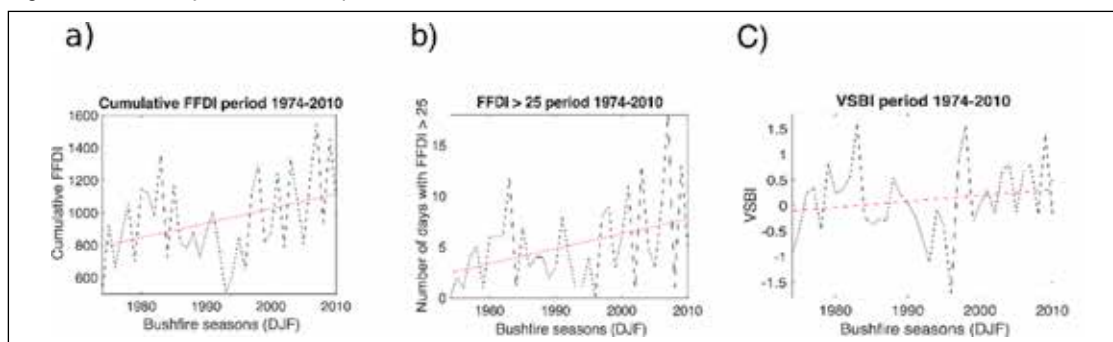 a)
b)
C)
Cumulative FFDI period 1974-2010
FFDI > 25 period 1974-2010
VSBI period 1974-2010
Cumulative FFDI
1600
1400
1200
1000
800
600
1980
1990
2000
2010
Bushfire seasons (DJF)
Number of days with FFDI > 25
15
10
5
0
1980
1990
2000
2010
Bushfire seasons (DJF)
VSBI
1.5
1
0.5
0
-0.5
-1
-1.5
1980
1990
2000
2010
Bushfire seasons (DJF)